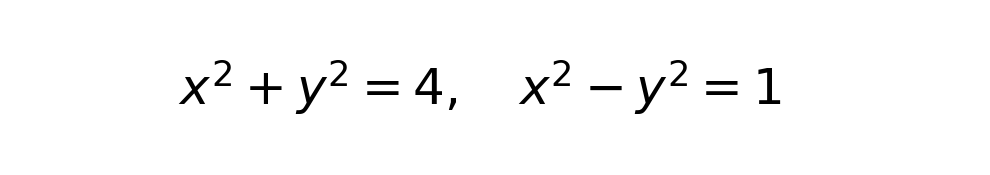 x² + y² = 4,    x² − y² = 1